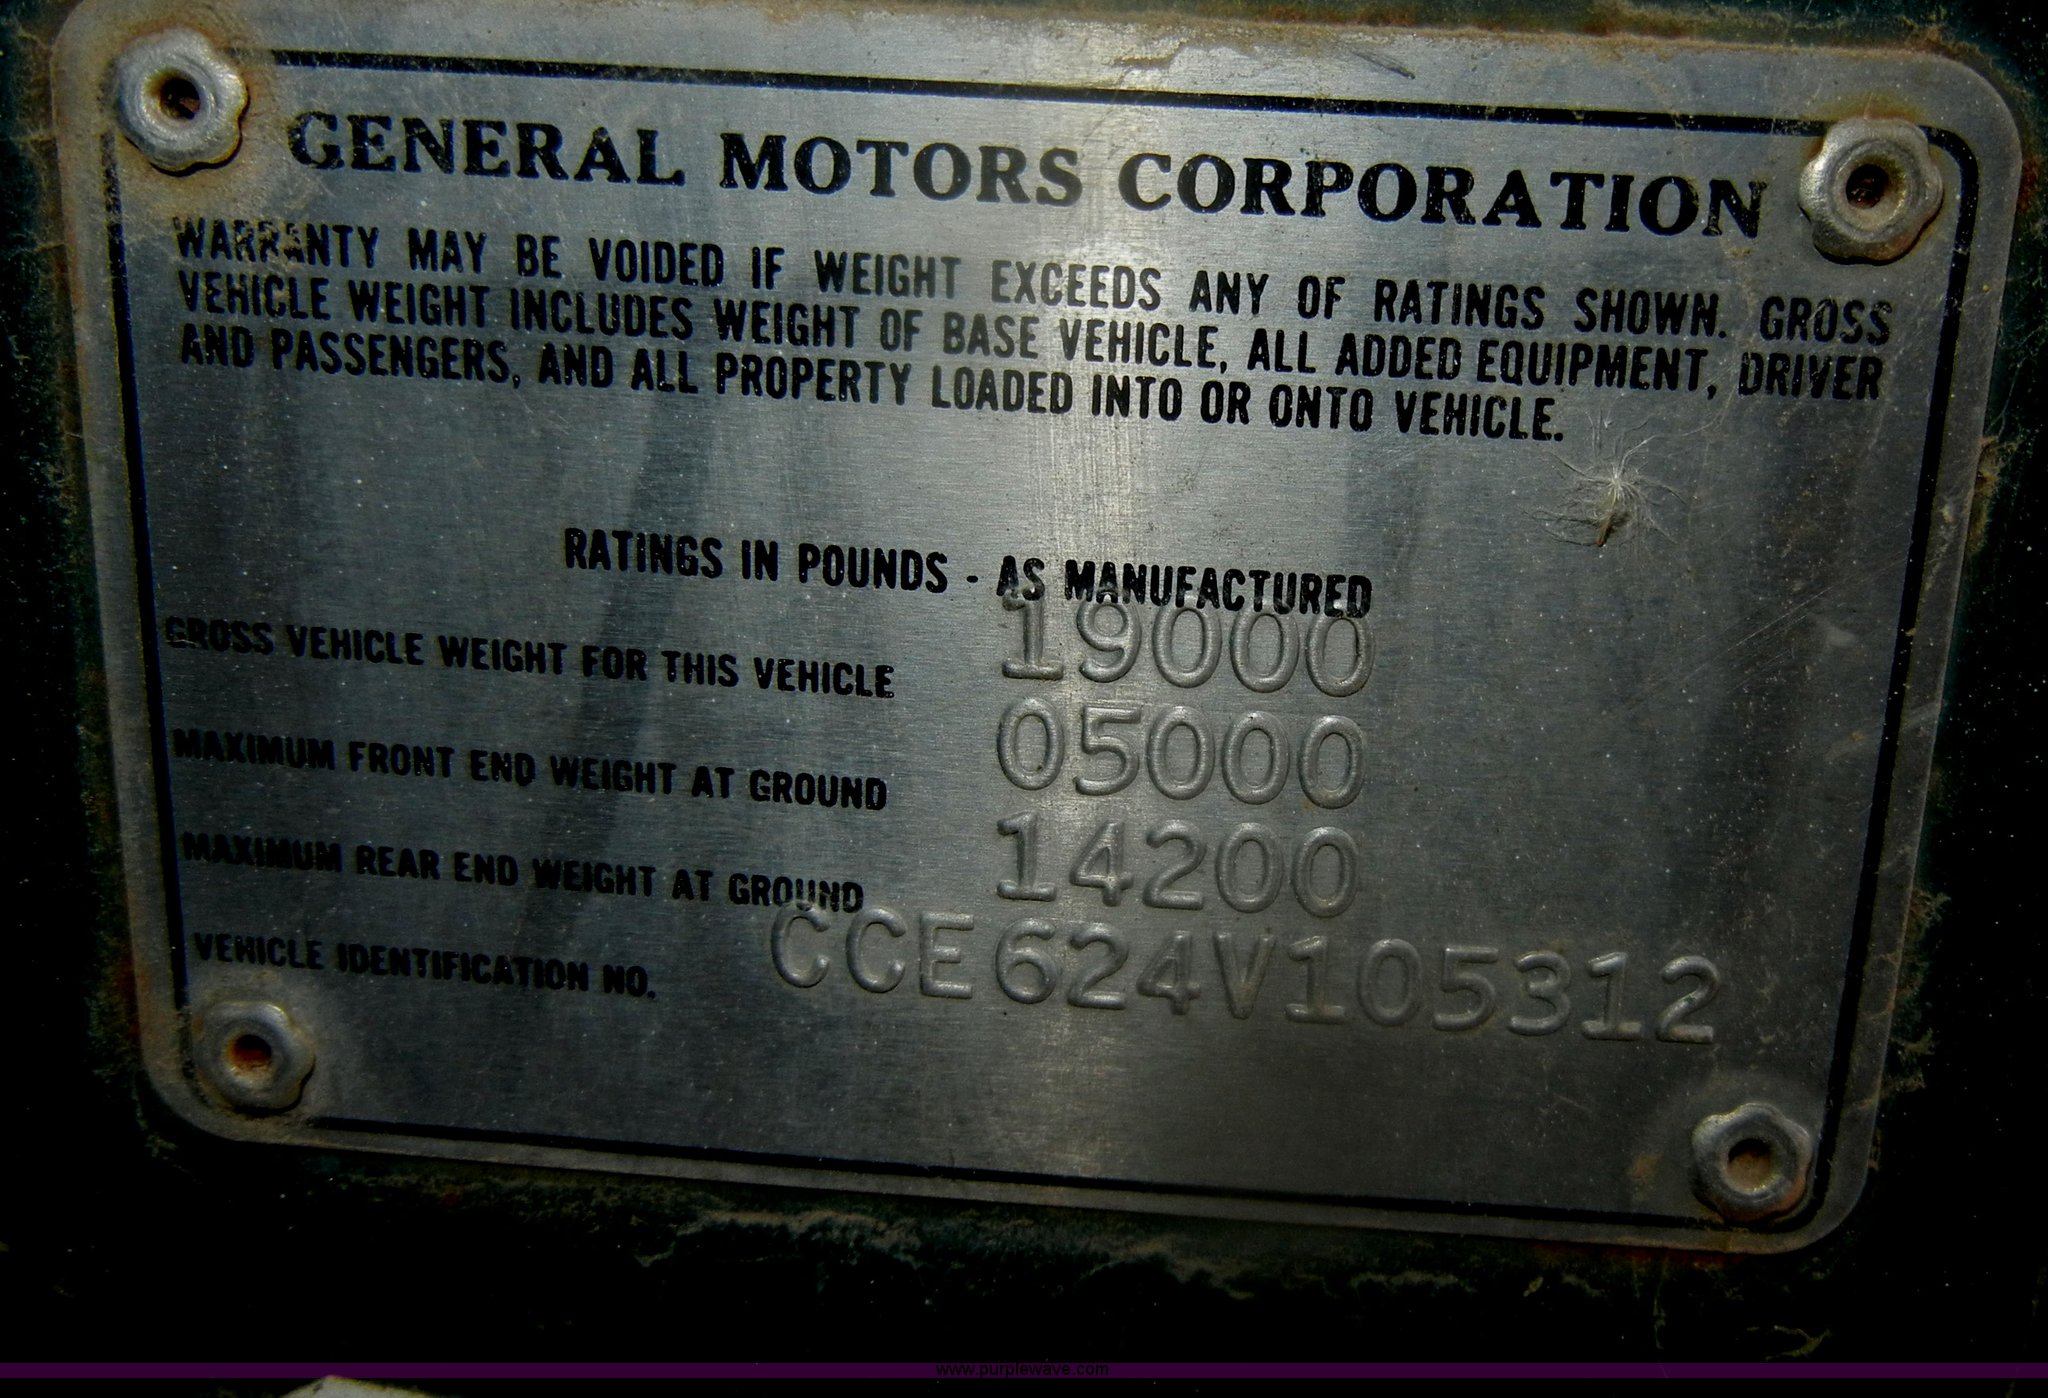 GENERAL MOTORS CORPORATION
WARRANTY MAY BE VOIDED IF WEIGHT EXCEEDS ANY OF RATINGS SHOWN. GROSS
VEHICLE WEIGHT INCLUDES WEIGHT OF BASE VEHICLE, ALL ADDED EQUIPMENT, DRIVER
AND PASSENGERS, AND ALL PROPERTY LOADED INTO OR ONTO VEHICLE.
RATINGS IN POUNDS - AS MANUFACTURED
GROSS VEHICLE WEIGHT FOR THIS VEHICLE 19000
MAXIMUM FRONT END WEIGHT AT GROUND 05000
MAXIMUM REAR END WEIGHT AT GROUND 14200
VEHICLE IDENTIFICATION NO. CCE624V105312
www.purplewave.com